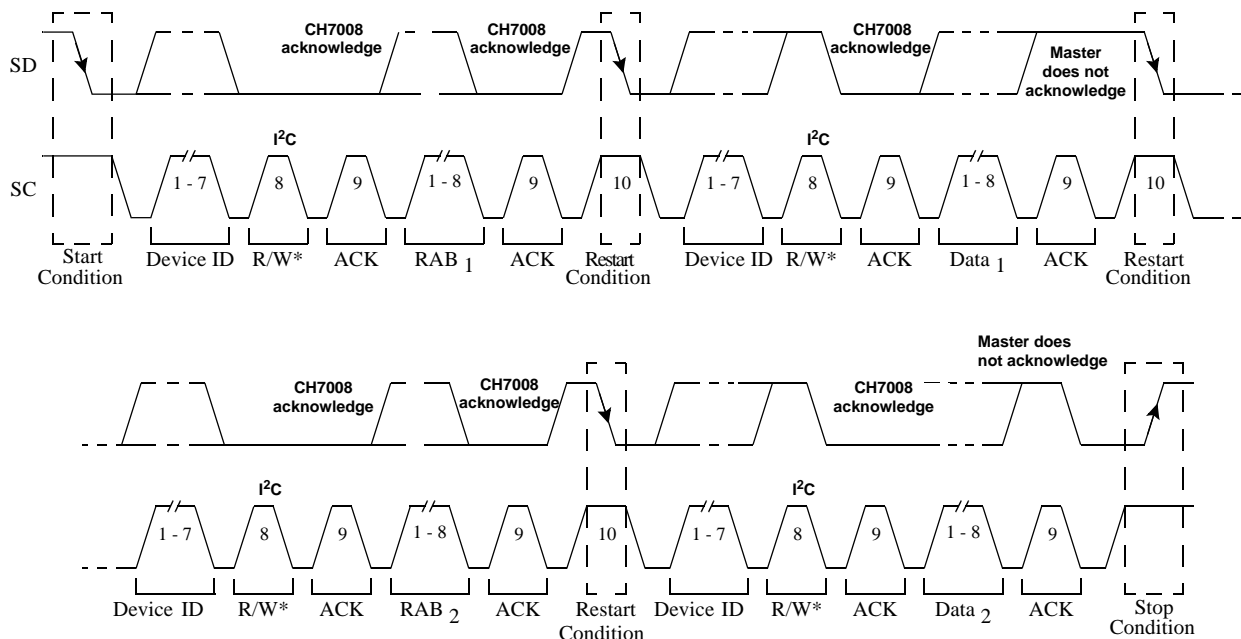 CH7008
acknowledge
CH7008
acknowledge
CH7008
acknowledge
Master
does not
acknowledge
SD
I²C
I²C
SC
1 - 7
8
9
1 - 8
9
10
1 - 7
8
9
1 - 8
9
10
Start
Condition
Device ID
R/W*
ACK
RAB 1
ACK
Restart
Condition
Device ID
R/W*
ACK
Data 1
ACK
Restart
Condition
Master does
not acknowledge
CH7008
acknowledge
CH7008
acknowledge
CH7008
acknowledge
I²C
I²C
1 - 7
8
9
1 - 8
9
10
1 - 7
8
9
1 - 8
9
Device ID
R/W*
ACK
RAB 2
ACK
Restart
Condition
Device ID
R/W*
ACK
Data 2
ACK
Stop
Condition